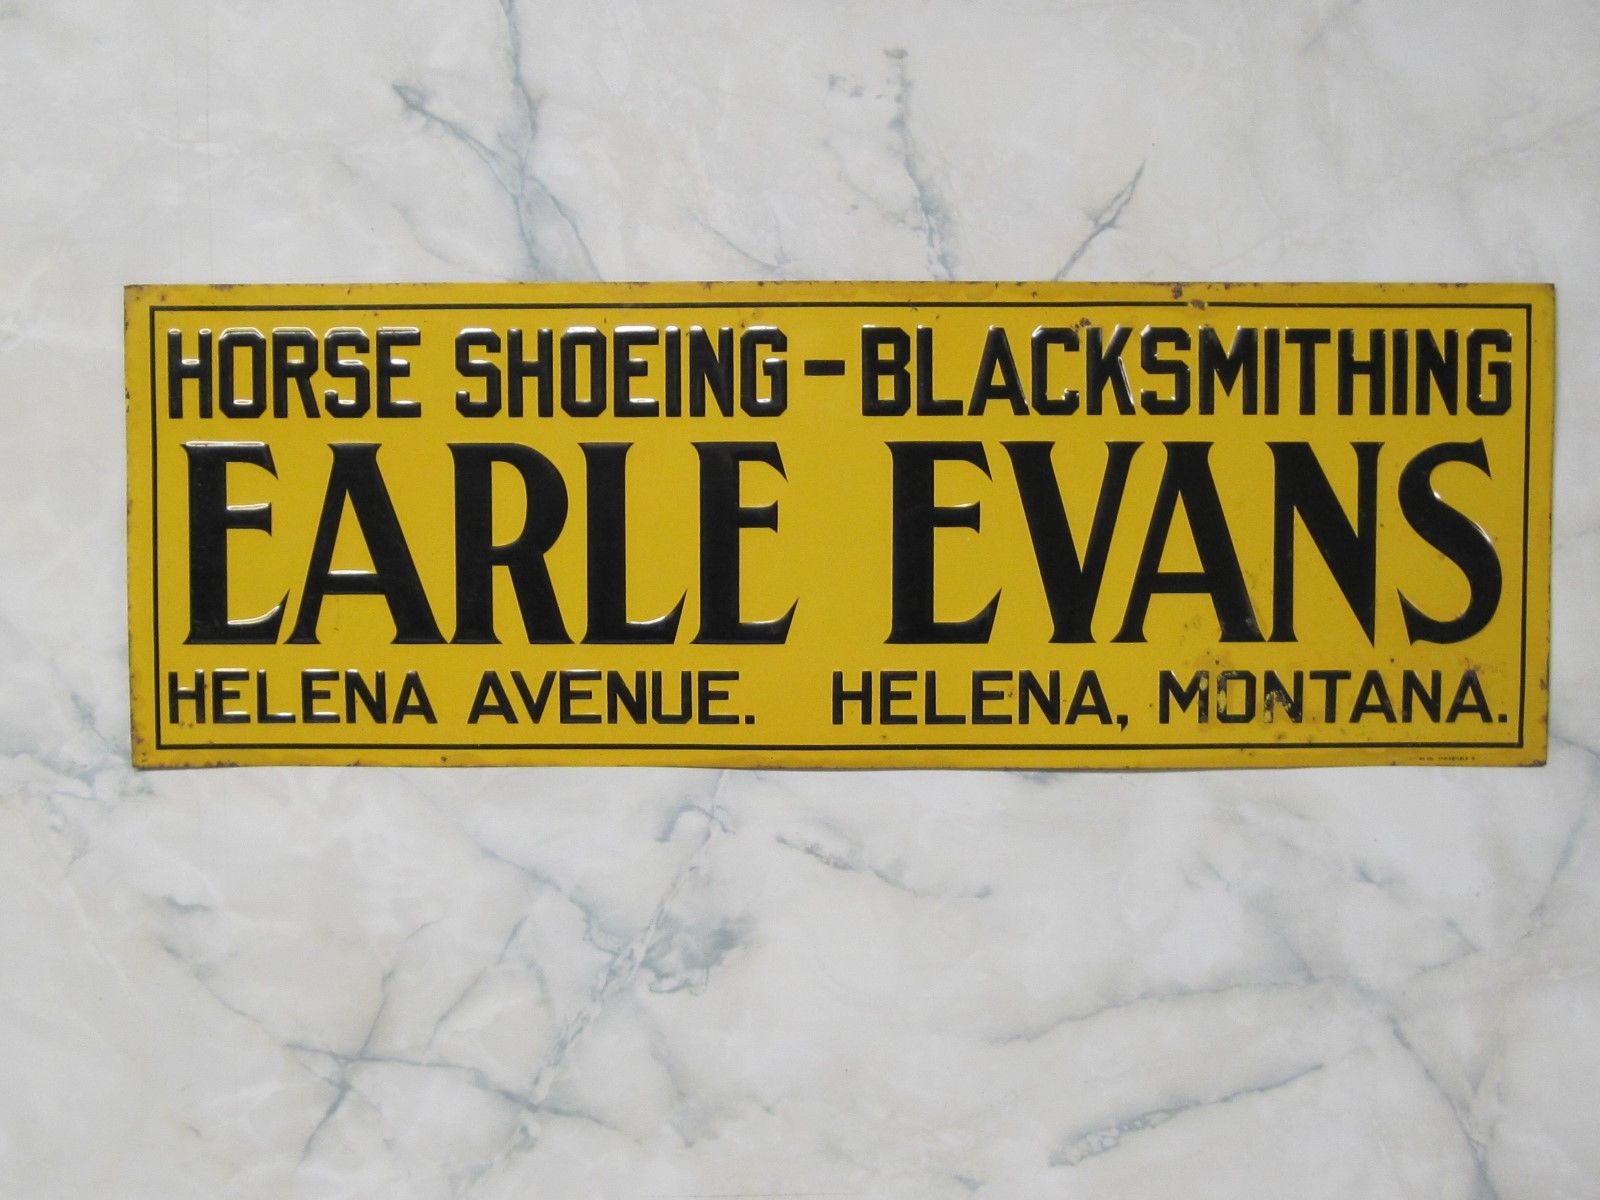 HORSE SHOEING-BLACKSMITHING
EARLE EVANS
HELENA AVENUE. HELENA, MONTANA.